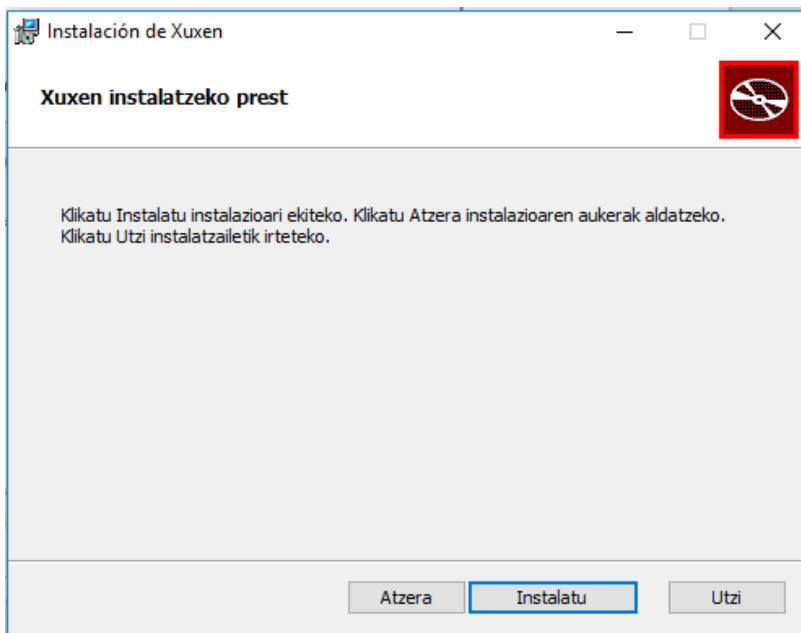 Instalación de Xuxen
Xuxen instalatzeko prest
Klikatu Instalatu instalazioari ekiteko. Klikatu Atzera instalazioaren aukerak aldatzeko.
Klikatu Utzi instalatzailetik irteteko.
Atzera Instalatu Utzi